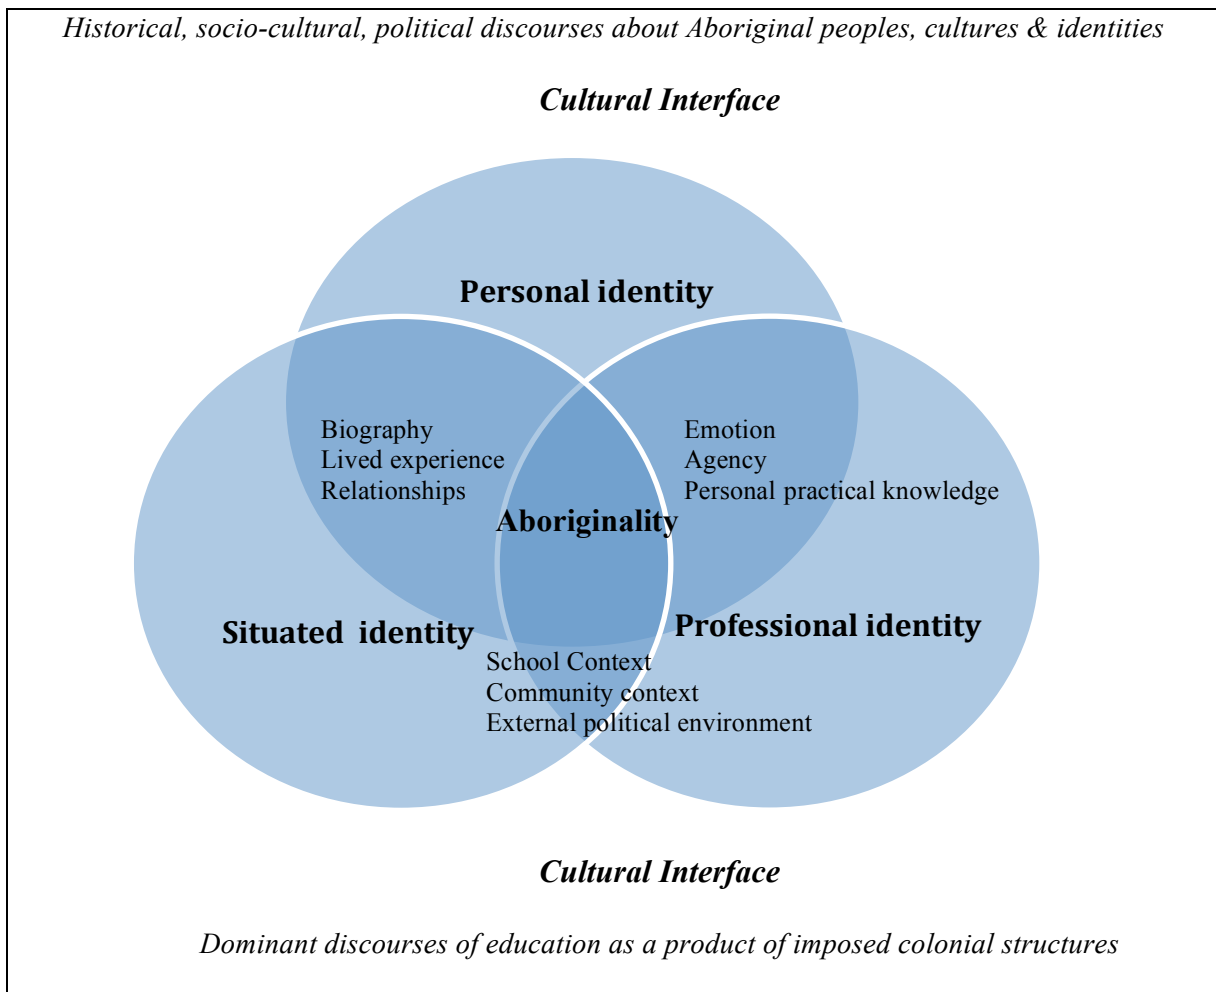 Historical, socio-cultural, political discourses about Aboriginal peoples, cultures & identities
Cultural Interface
Personal identity
Biography
Lived experience
Relationships
Emotion
Agency
Personal practical knowledge
Aboriginality
Situated  identity
Professional identity
School Context
Community context
External political environment
Cultural Interface
Dominant discourses of education as a product of imposed colonial structures